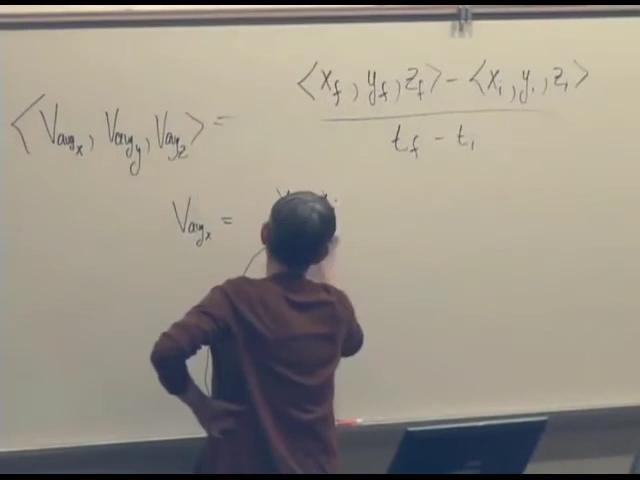 <V_avg_x, V_avg_y, V_avg_z> = (<x_f, y_f, z_f> - <x_i, y_i, z_i>) / (t_f - t_i)
V_avg_x =